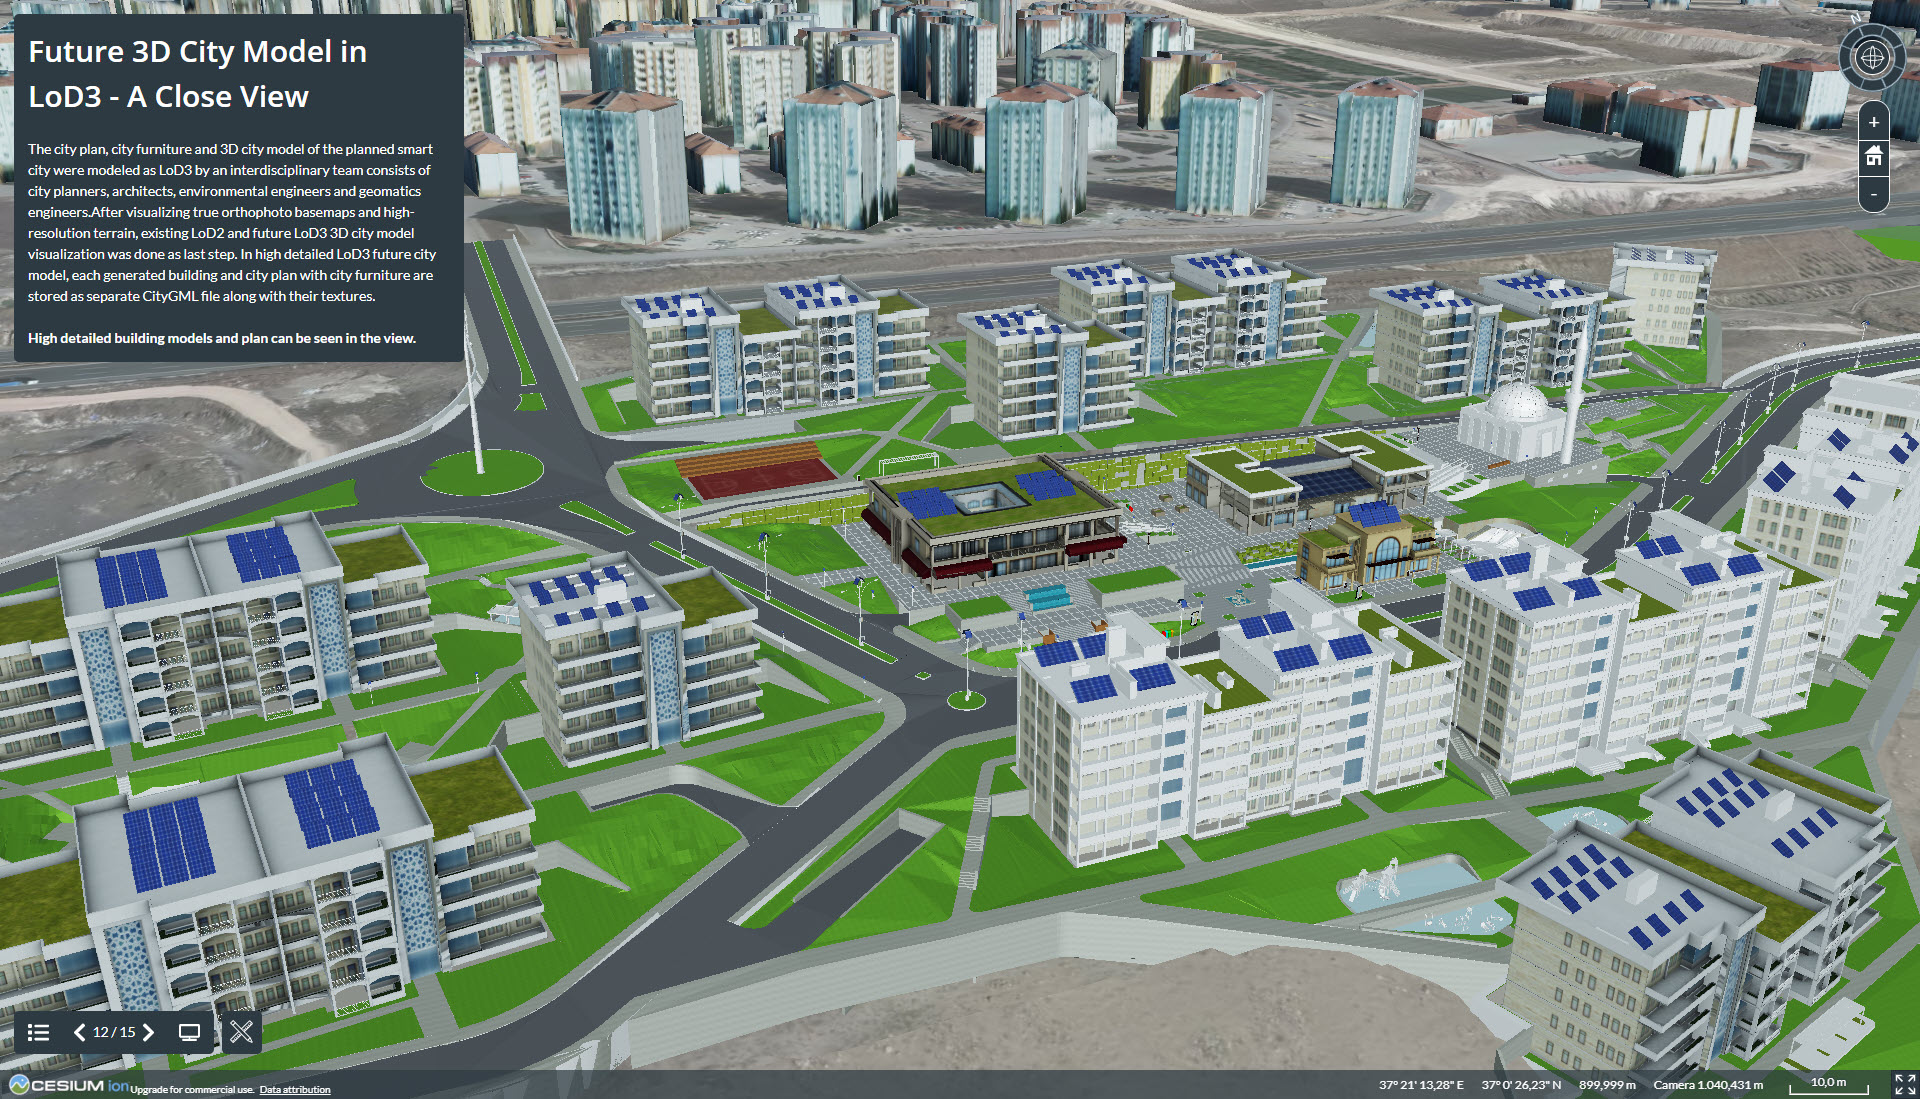 Future 3D City Model in
LoD3 - A Close View
The city plan, city furniture and 3D city model of the planned smart
city were modeled as LoD3 by an interdisciplinary team consists of
city planners, architects, environmental engineers and geomatics
engineers.After visualizing true orthophoto basemaps and high-
resolution terrain, existing LoD2 and future LoD3 3D city model
visualization was done as last step. In high detailed LoD3 future city
model, each generated building and city plan with city furniture are
stored as separate CityGML file along with their textures.
High detailed building models and plan can be seen in the view.
N
+
-
12 / 15
CESIUM ion Upgrade for commercial use. Data attribution
37° 21' 13,28" E 37° 0' 26,23" N 899,999 m Camera 1.040,431 m 10,0 m